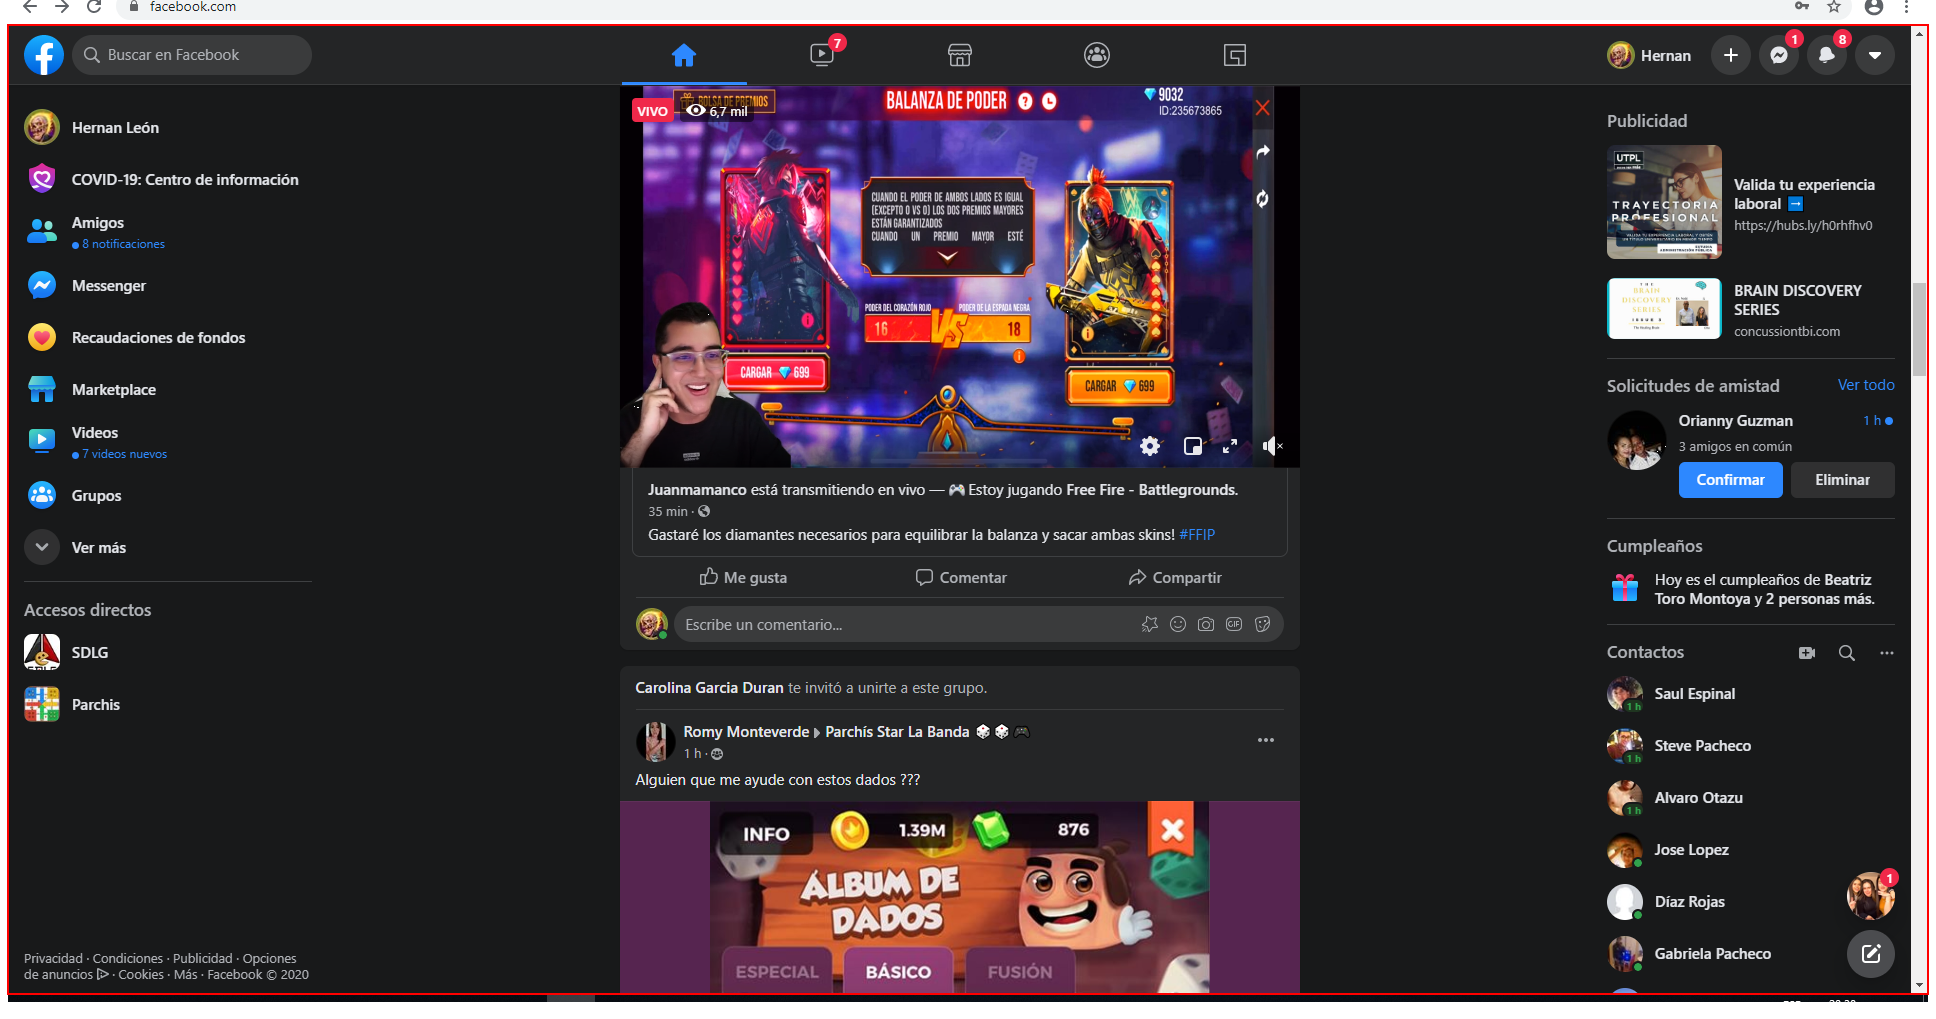 facebook.com
Buscar en Facebook
7
Hernan
1
8
Hernan León
COVID-19: Centro de información
Amigos
8 notificaciones
Messenger
Recaudaciones de fondos
Marketplace
Videos
7 videos nuevos
Grupos
Ver más
Accesos directos
SDLG
Parchis
Privacidad · Condiciones · Publicidad · Opciones
de anuncios · Cookies · Más · Facebook © 2020
VIVO
6,7 mil
BOLSA DE PREMIOS
BALANZA DE PODER
9032
ID:235673865
CUANDO EL PODER DE AMBOS LADOS ES IGUAL
(EXCEPTO 0 VS 0) LOS DOS PREMIOS MAYORES
ESTÁN GARANTIZADOS
CUANDO UN PREMIO MAYOR ESTÉ
PODER DEL CORAZÓN ROJO
PODER DE LA ESPADA NEGRA
16
VS
18
CARGAR 699
CARGAR 699
Juanmamanco está transmitiendo en vivo — 🎮 Estoy jugando Free Fire - Battlegrounds.
35 min ·
Gastaré los diamantes necesarios para equilibrar la balanza y sacar ambas skins! #FFIP
Me gusta
Comentar
Compartir
Escribe un comentario...
GIF
Carolina Garcia Duran te invitó a unirte a este grupo.
Romy Monteverde ▸ Parchís Star La Banda 🎲 🎲 🎮
1 h ·
Alguien que me ayude con estos dados ???
INFO
1.39M
876
ÁLBUM DE
DADOS
ESPECIAL
BÁSICO
FUSIÓN
Publicidad
UTPL
TRAYECTORIA
PROFESIONAL
Valida tu experiencia
laboral ➡
https://hubs.ly/h0rhfhv0
THE
BRAIN
DISCOVERY
SERIES
BRAIN DISCOVERY
SERIES
concussiontbi.com
Solicitudes de amistad
Ver todo
Orianny Guzman
1 h
3 amigos en común
Confirmar
Eliminar
Cumpleaños
Hoy es el cumpleaños de Beatriz
Toro Montoya y 2 personas más.
Contactos
Saul Espinal
1 h
Steve Pacheco
1 h
Alvaro Otazu
1 h
Jose Lopez
Díaz Rojas
1
Gabriela Pacheco